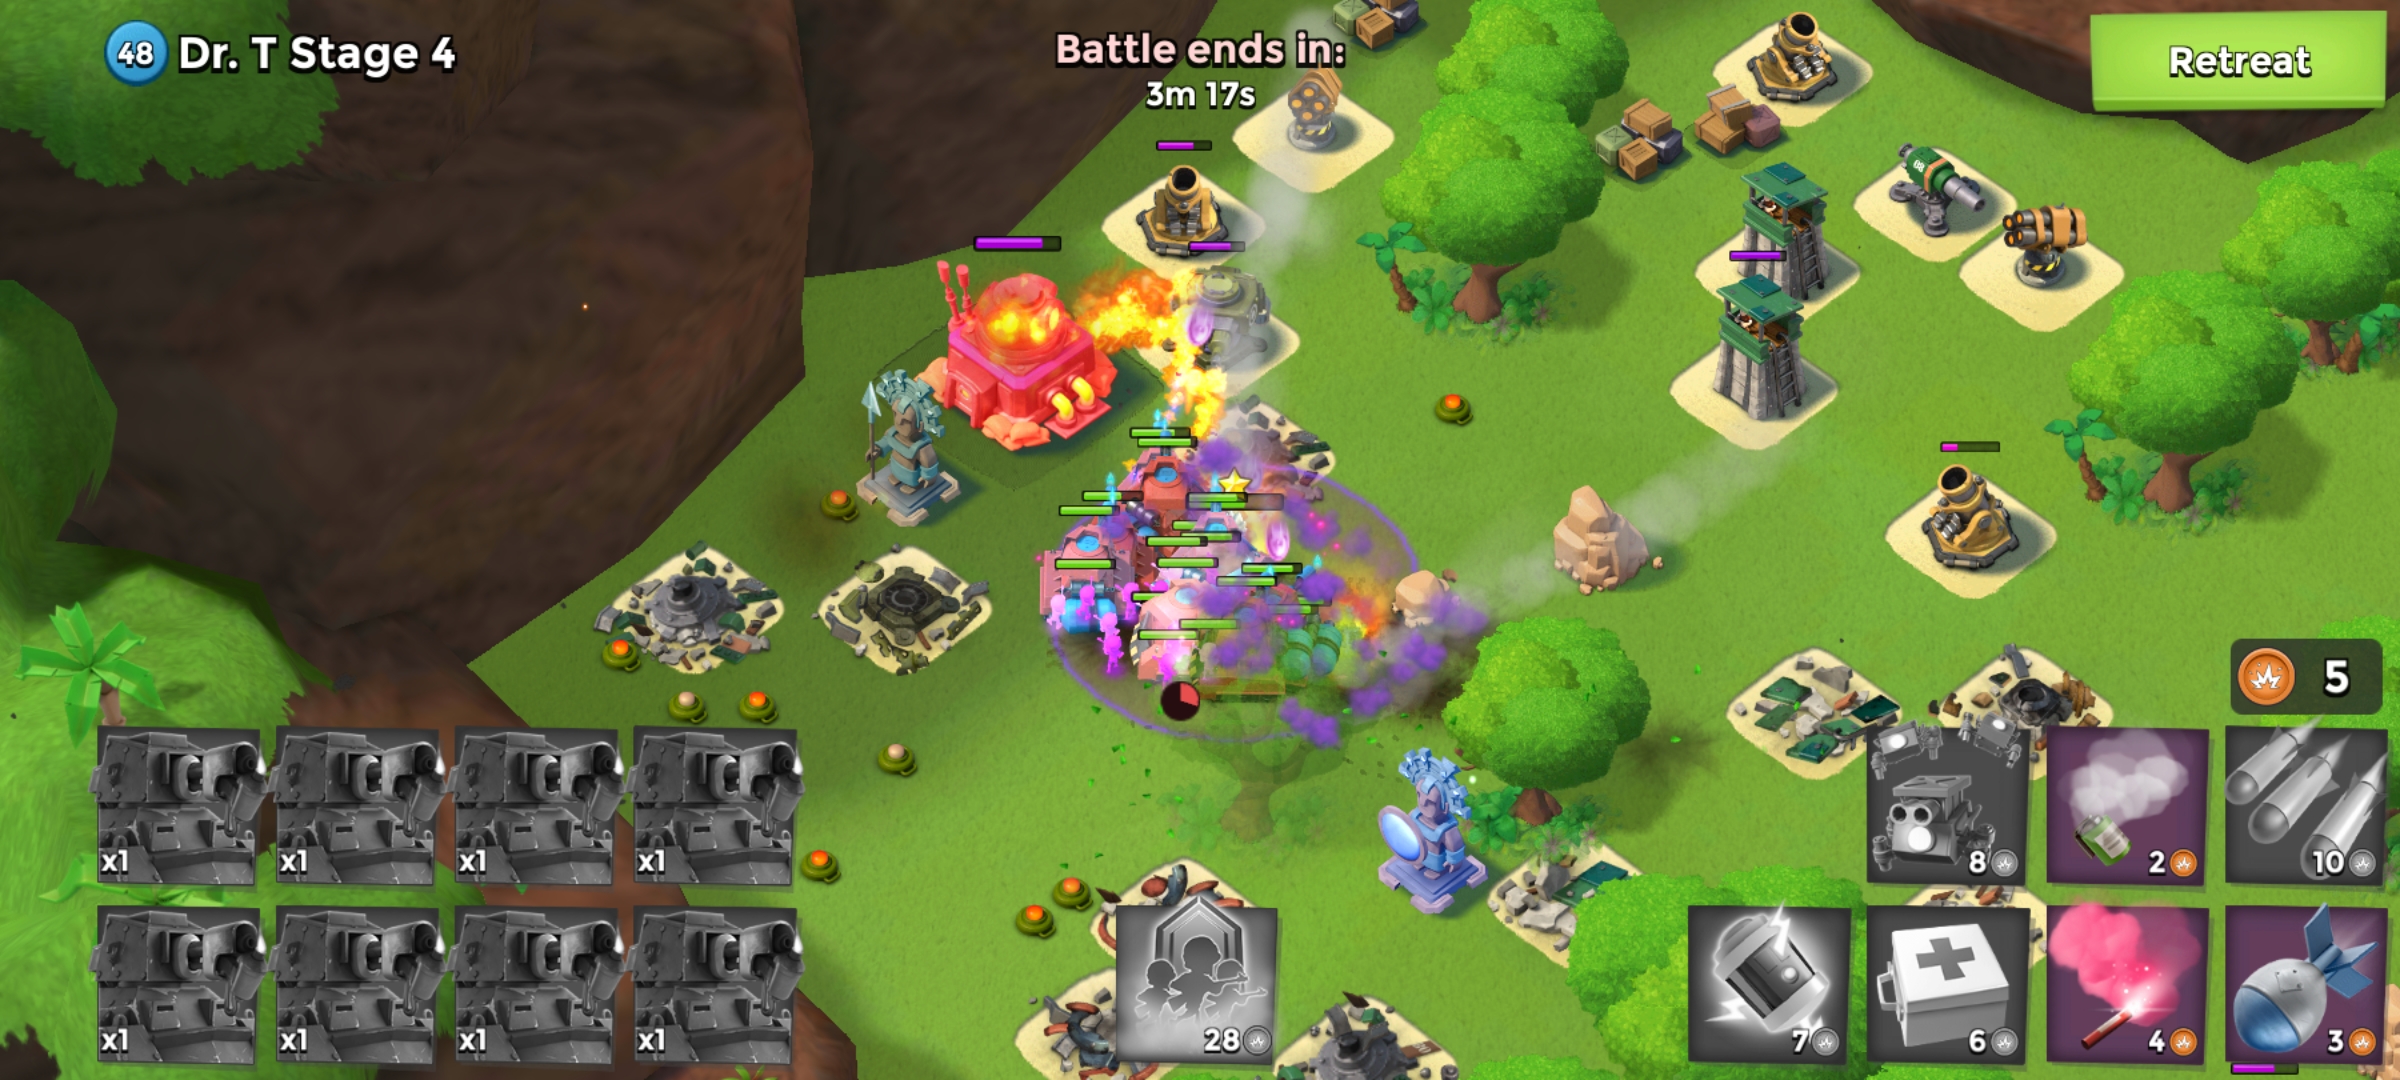 48 Dr. T Stage 4
Battle ends in:
3m 17s
Retreat
5
x1 x1 x1 x1
8 2 10
x1 x1 x1 x1
28 7 6 4 3